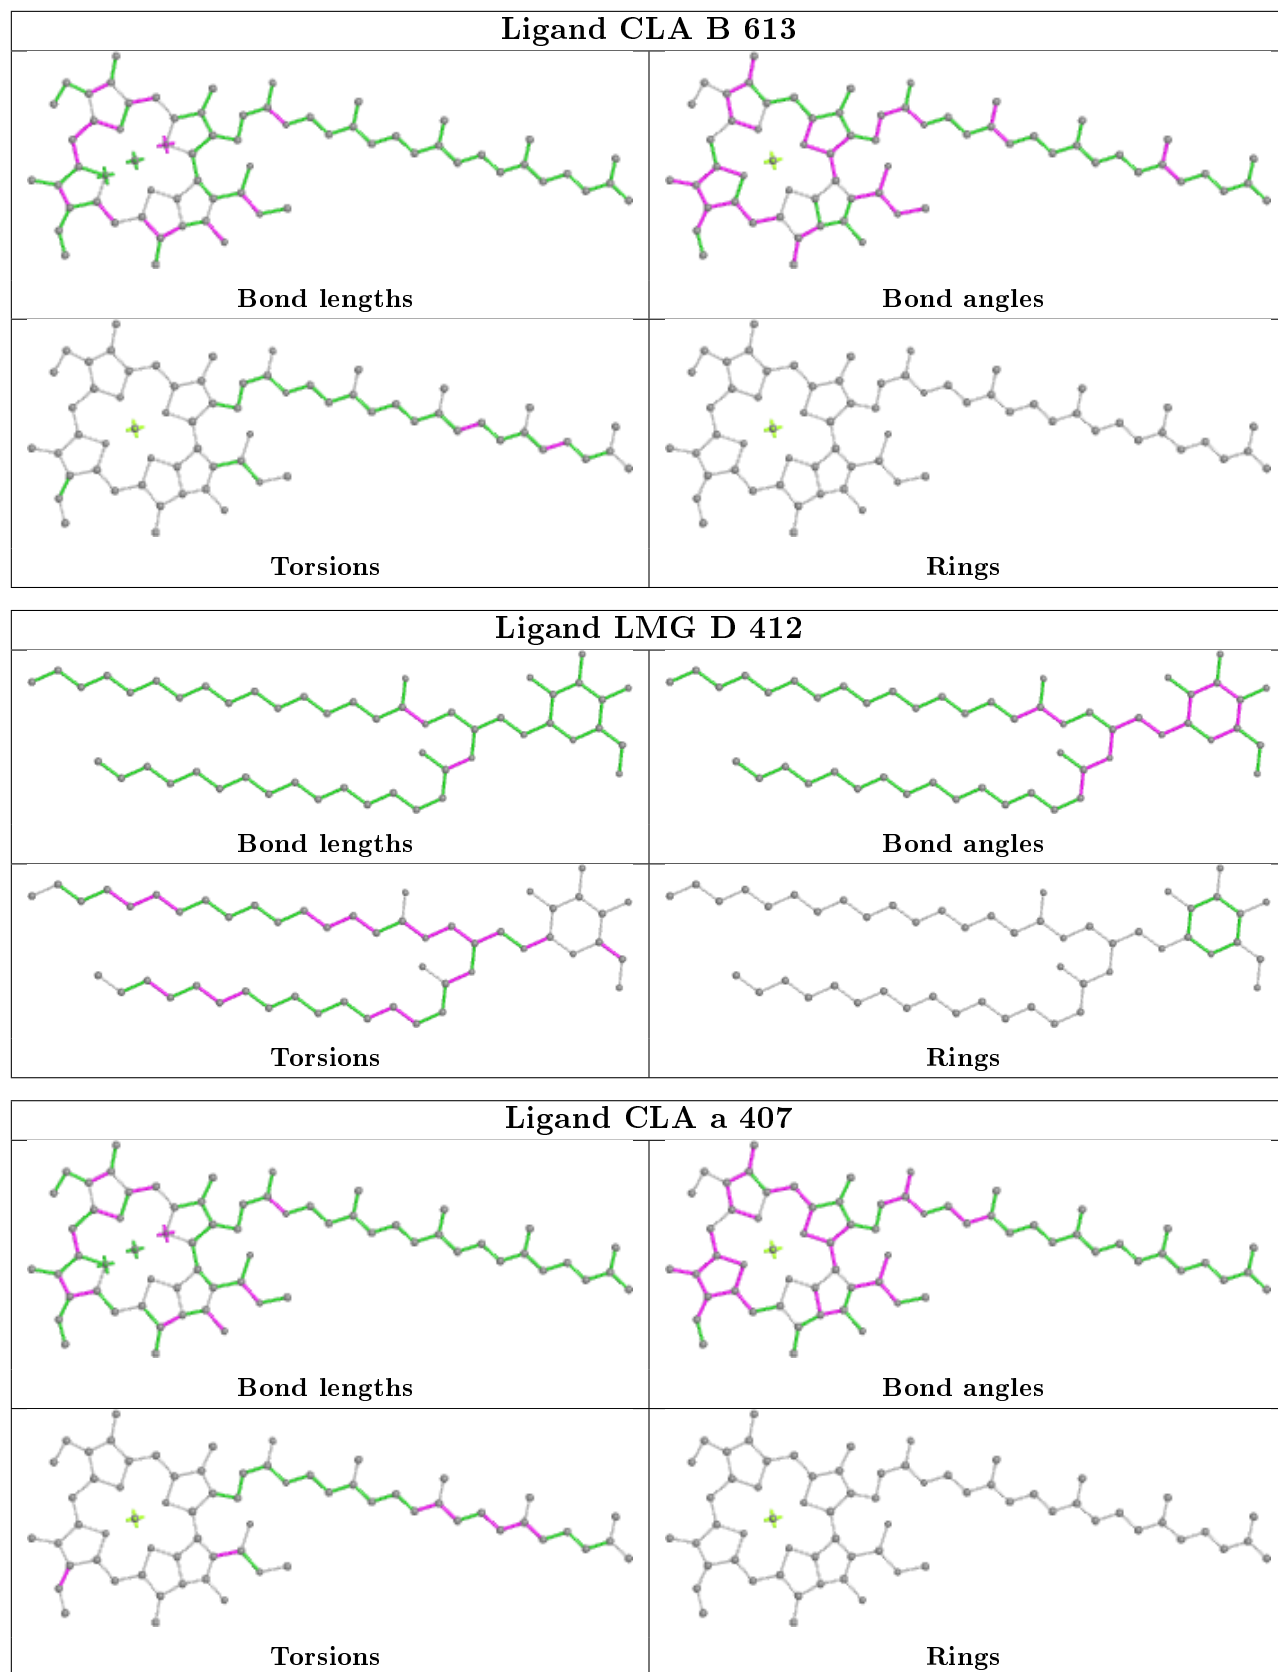 Ligand CLA B 613
Bond lengths
Bond angles
Torsions
Rings
Ligand LMG D 412
Bond lengths
Bond angles
Torsions
Rings
Ligand CLA a 407
Bond lengths
Bond angles
Torsions
Rings